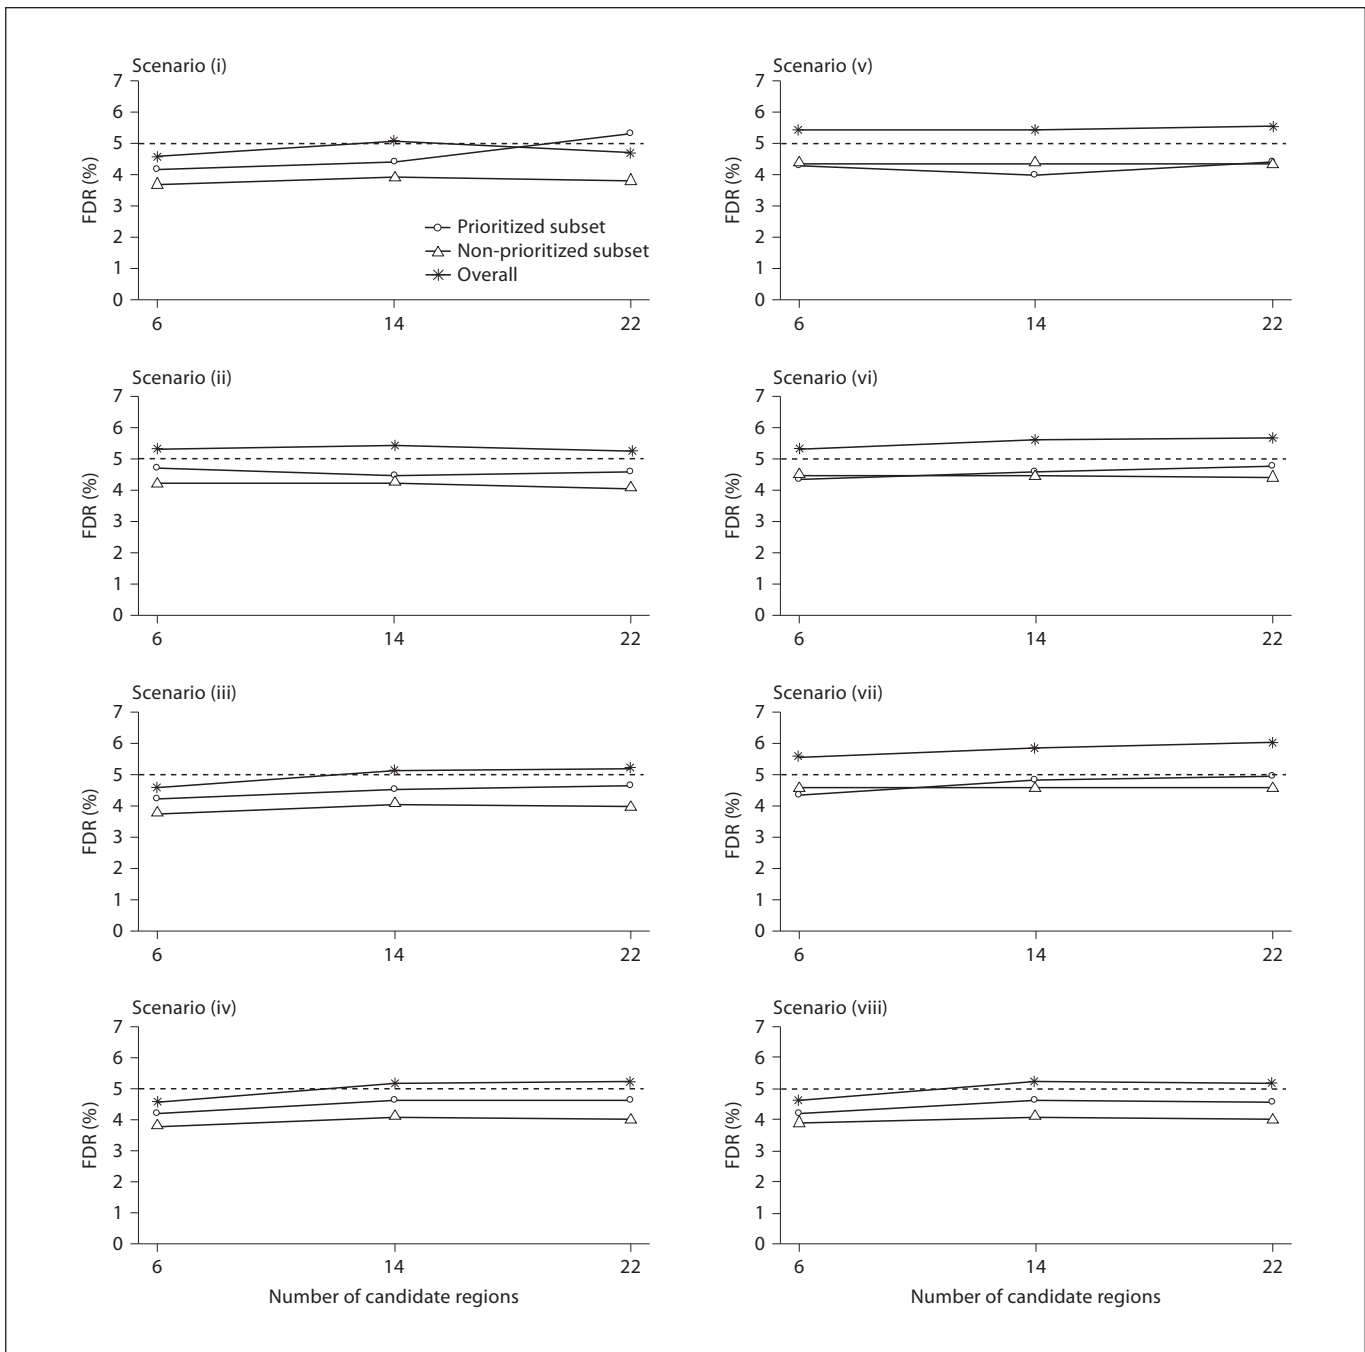 Scenario (i)
7
6
5
4
3
2
1
0
FDR (%)
Prioritized subset
Non-prioritized subset
Overall
6 14 22
Scenario (v)
7
6
5
4
3
2
1
0
FDR (%)
6 14 22
Scenario (ii)
7
6
5
4
3
2
1
0
FDR (%)
6 14 22
Scenario (vi)
7
6
5
4
3
2
1
0
FDR (%)
6 14 22
Scenario (iii)
7
6
5
4
3
2
1
0
FDR (%)
6 14 22
Scenario (vii)
7
6
5
4
3
2
1
0
FDR (%)
6 14 22
Scenario (iv)
7
6
5
4
3
2
1
0
FDR (%)
6 14 22
Number of candidate regions
Scenario (viii)
7
6
5
4
3
2
1
0
FDR (%)
6 14 22
Number of candidate regions